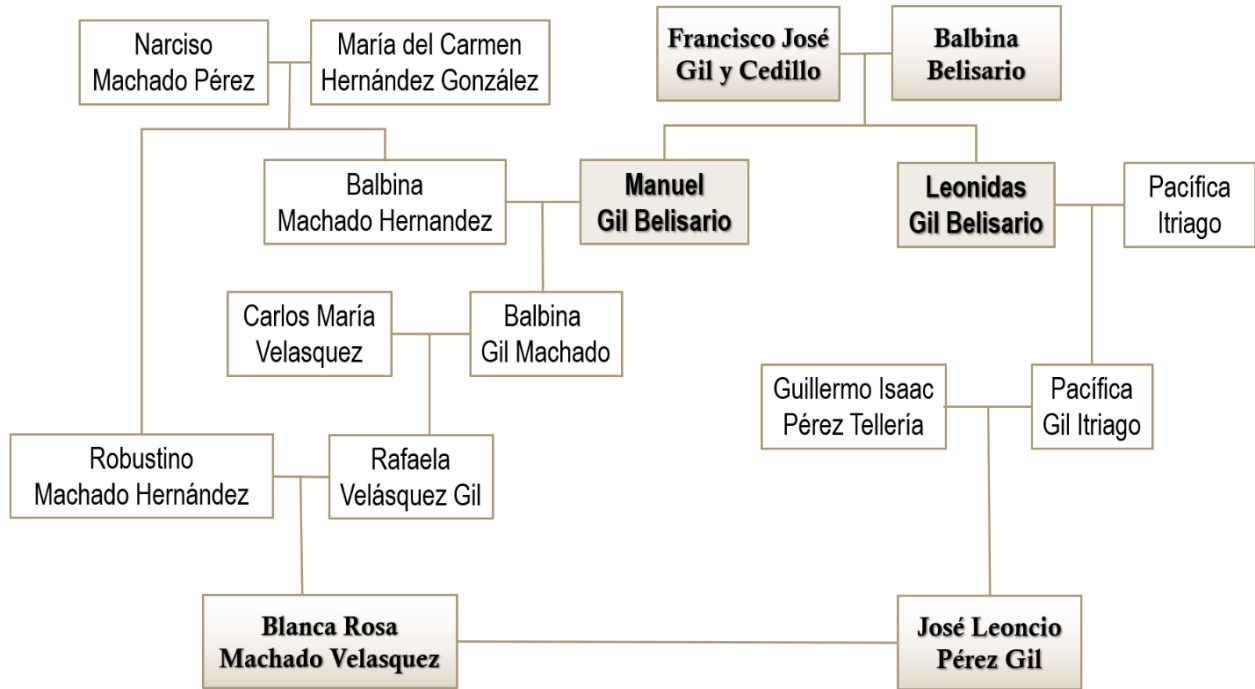 Narciso
Machado Pérez
María del Carmen
Hernández González
Francisco José
Gil y Cedillo
Balbina
Belisario
Balbina
Machado Hernandez
Manuel
Gil Belisario
Leonidas
Gil Belisario
Pacífica
Itriago
Carlos María
Velasquez
Balbina
Gil Machado
Guillermo Isaac
Pérez Tellería
Pacífica
Gil Itriago
Robustino
Machado Hernández
Rafaela
Velásquez Gil
Blanca Rosa
Machado Velasquez
José Leoncio
Pérez Gil